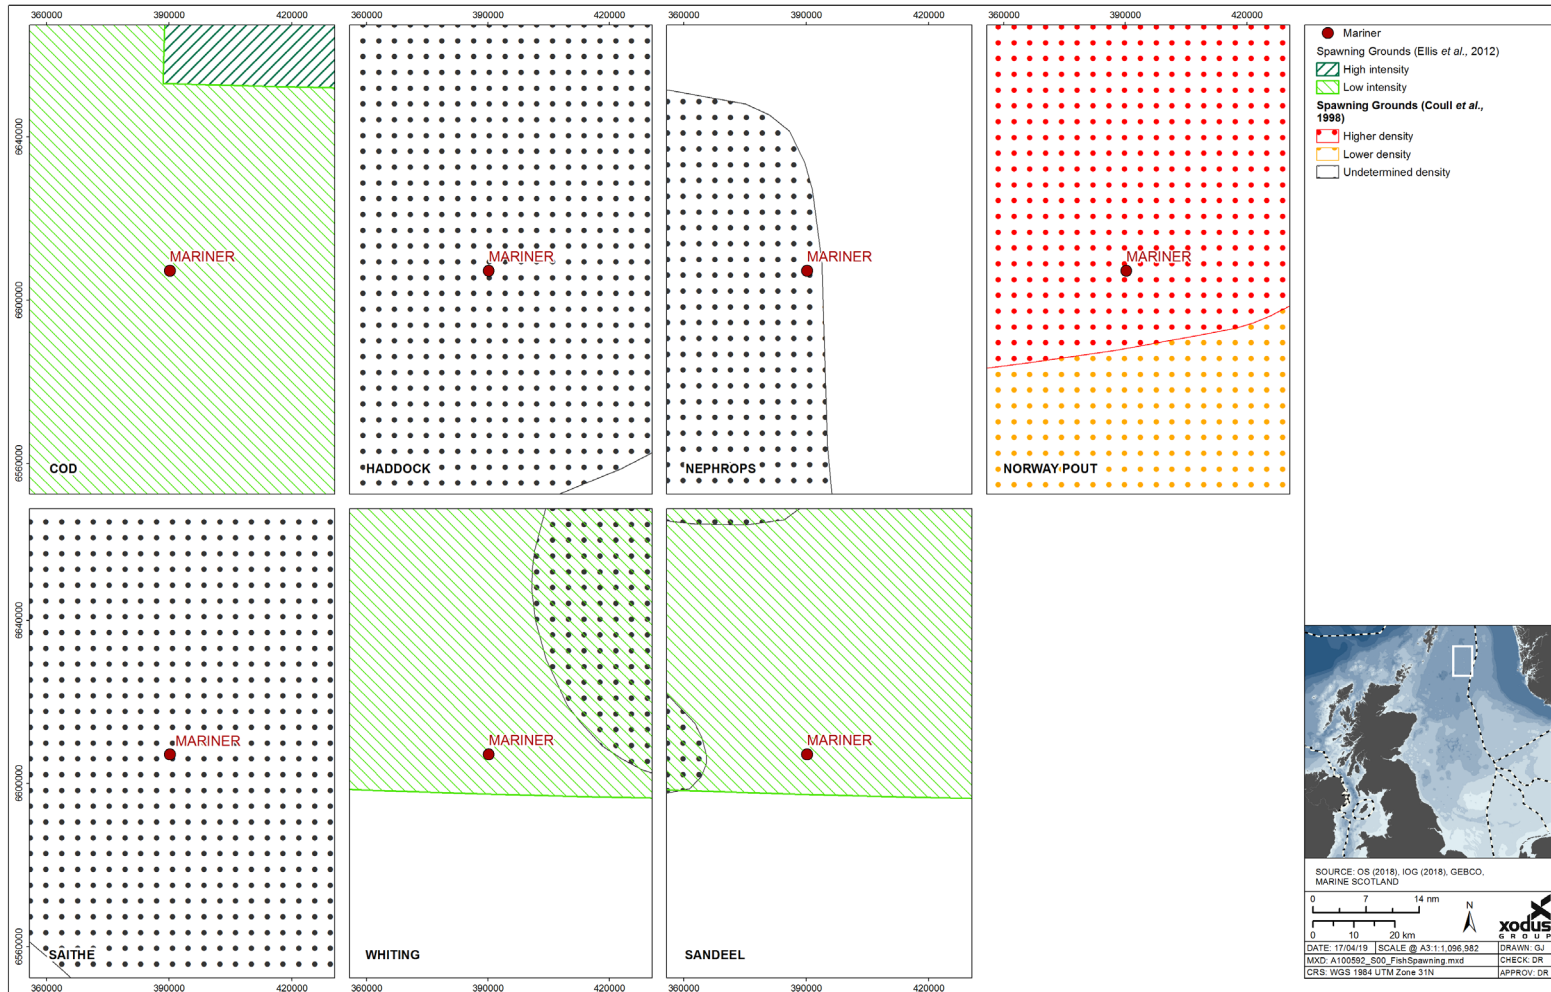 360000 390000 420000 360000 390000 420000 360000 390000 420000 360000 390000 420000
6640000
6600000
6560000
MARINER
COD
MARINER
HADDOCK
MARINER
NEPHROPS
MARINER
NORWAY POUT
6640000
6600000
6560000
MARINER
SAITHE
MARINER
WHITING
MARINER
SANDEEL
360000 390000 420000 360000 390000 420000 360000 390000 420000
Mariner
Spawning Grounds (Ellis et al., 2012)
High intensity
Low intensity
Spawning Grounds (Coull et al.,
1998)
Higher density
Lower density
Undetermined density
SOURCE: OS (2018), IOG (2018), GEBCO,
MARINE SCOTLAND
0 7 14 nm
0 10 20 km
N
xodus
GROUP
DATE: 17/04/19 SCALE @ A3:1:1,096,982 DRAWN: GJ
MXD: A100592_S00_FishSpawning.mxd CHECK: DR
CRS: WGS 1984 UTM Zone 31N APPROV: DR